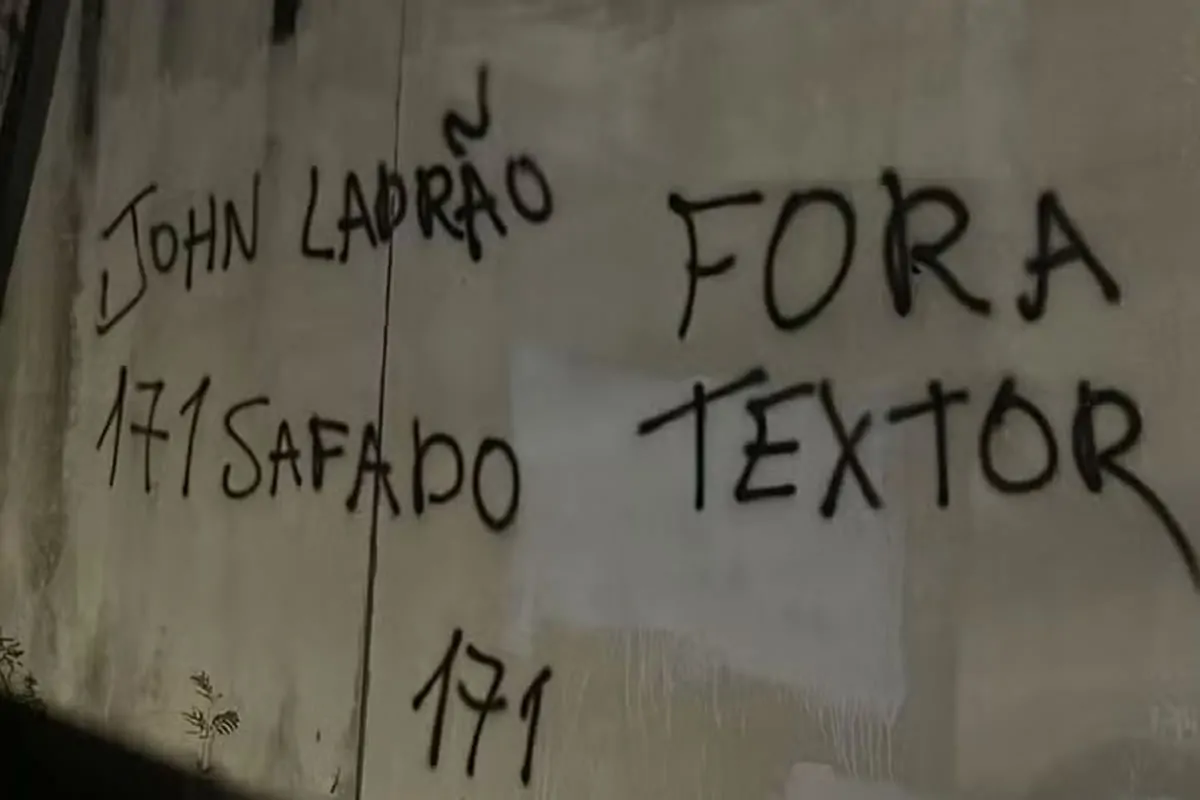 JOHN LADRÃO
171 SAFADO
171
FORA
TEXTOR